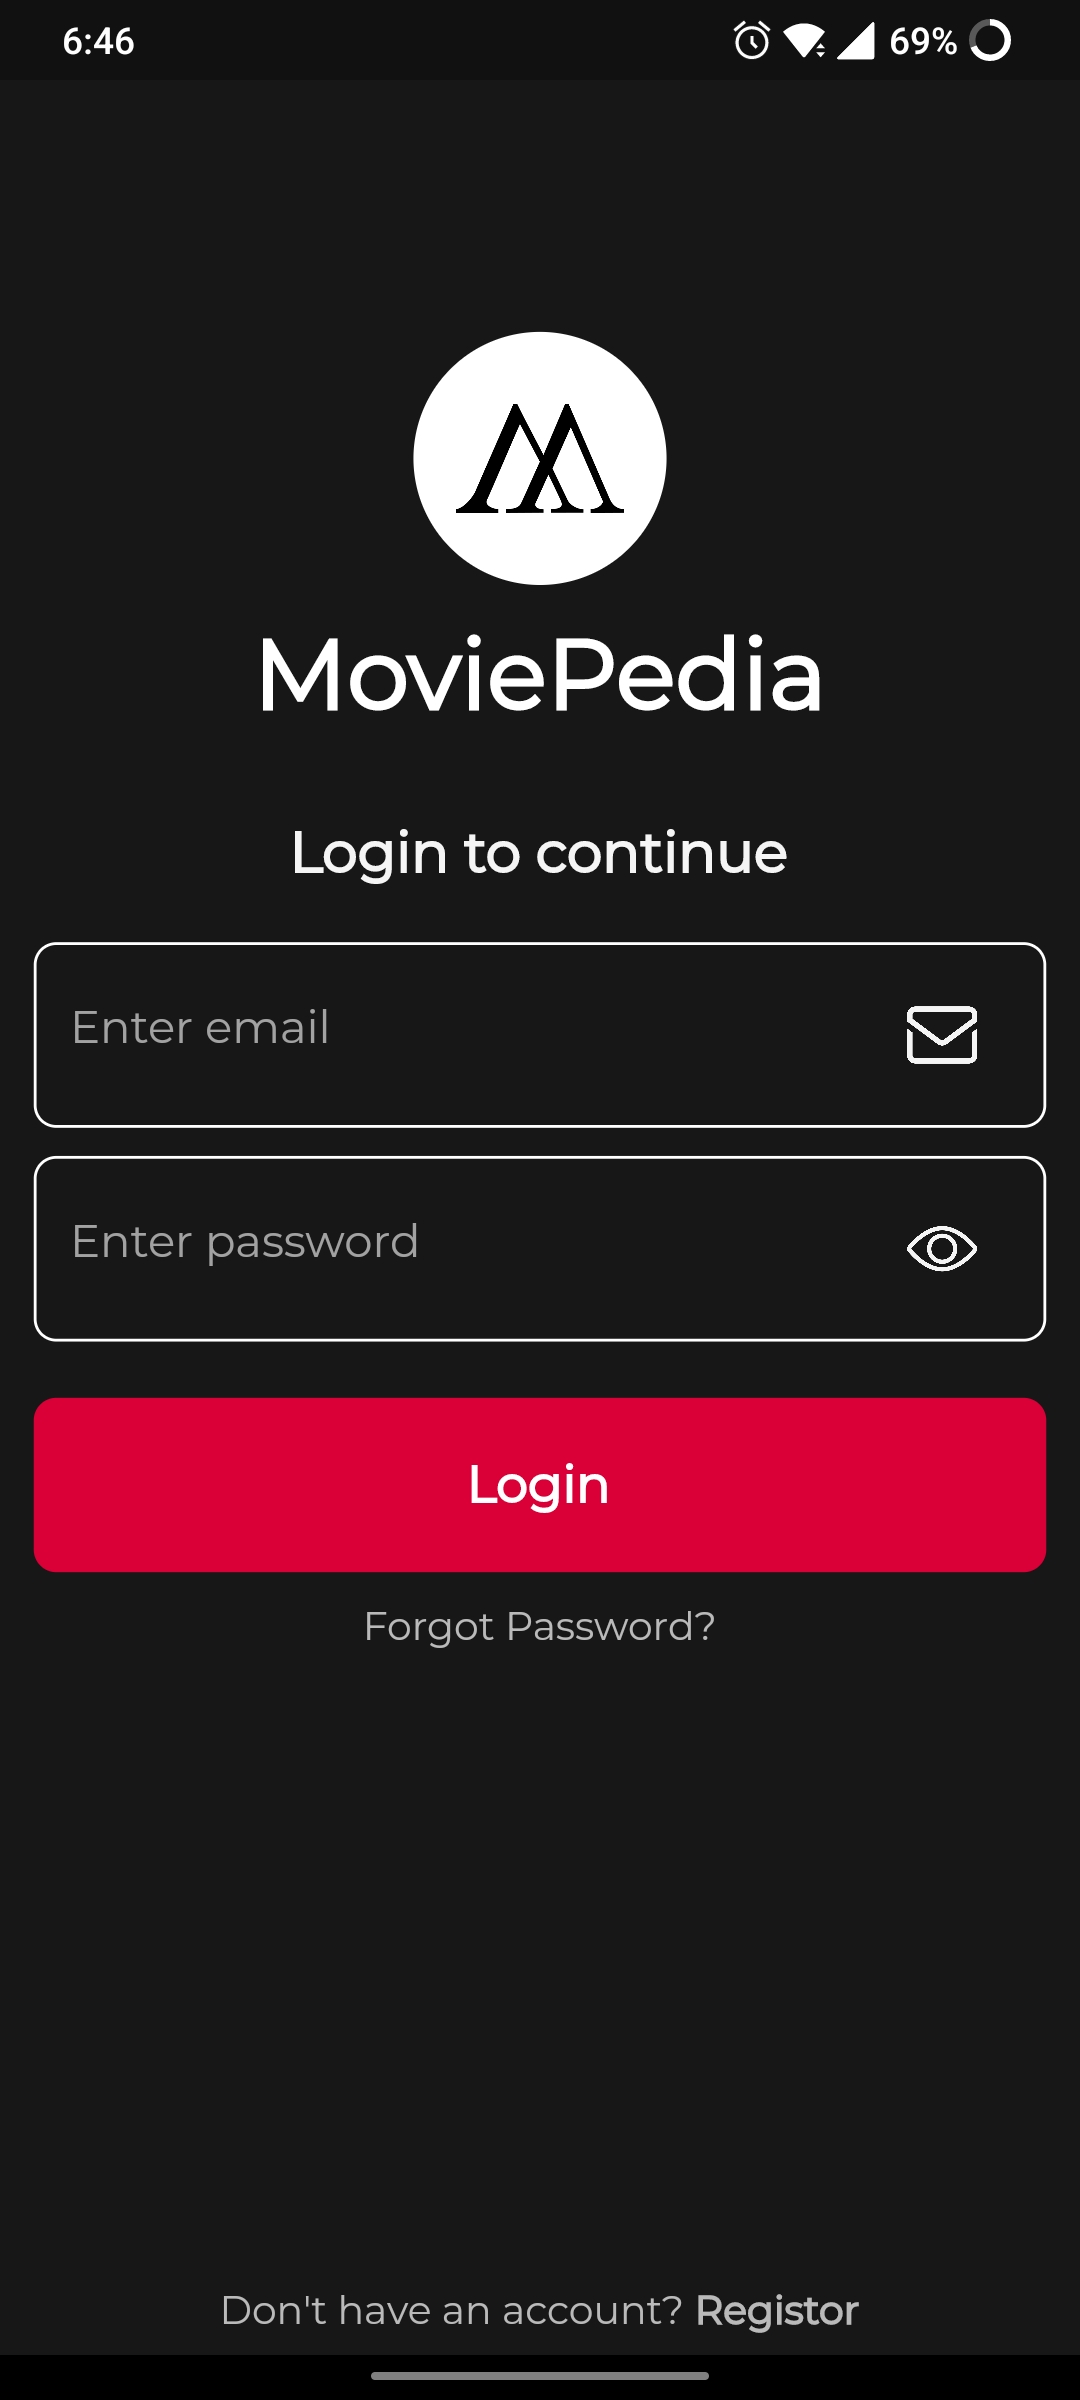 6:46 69%
M
MoviePedia
Login to continue
Enter email
Enter password
Login
Forgot Password?
Don't have an account? Registor